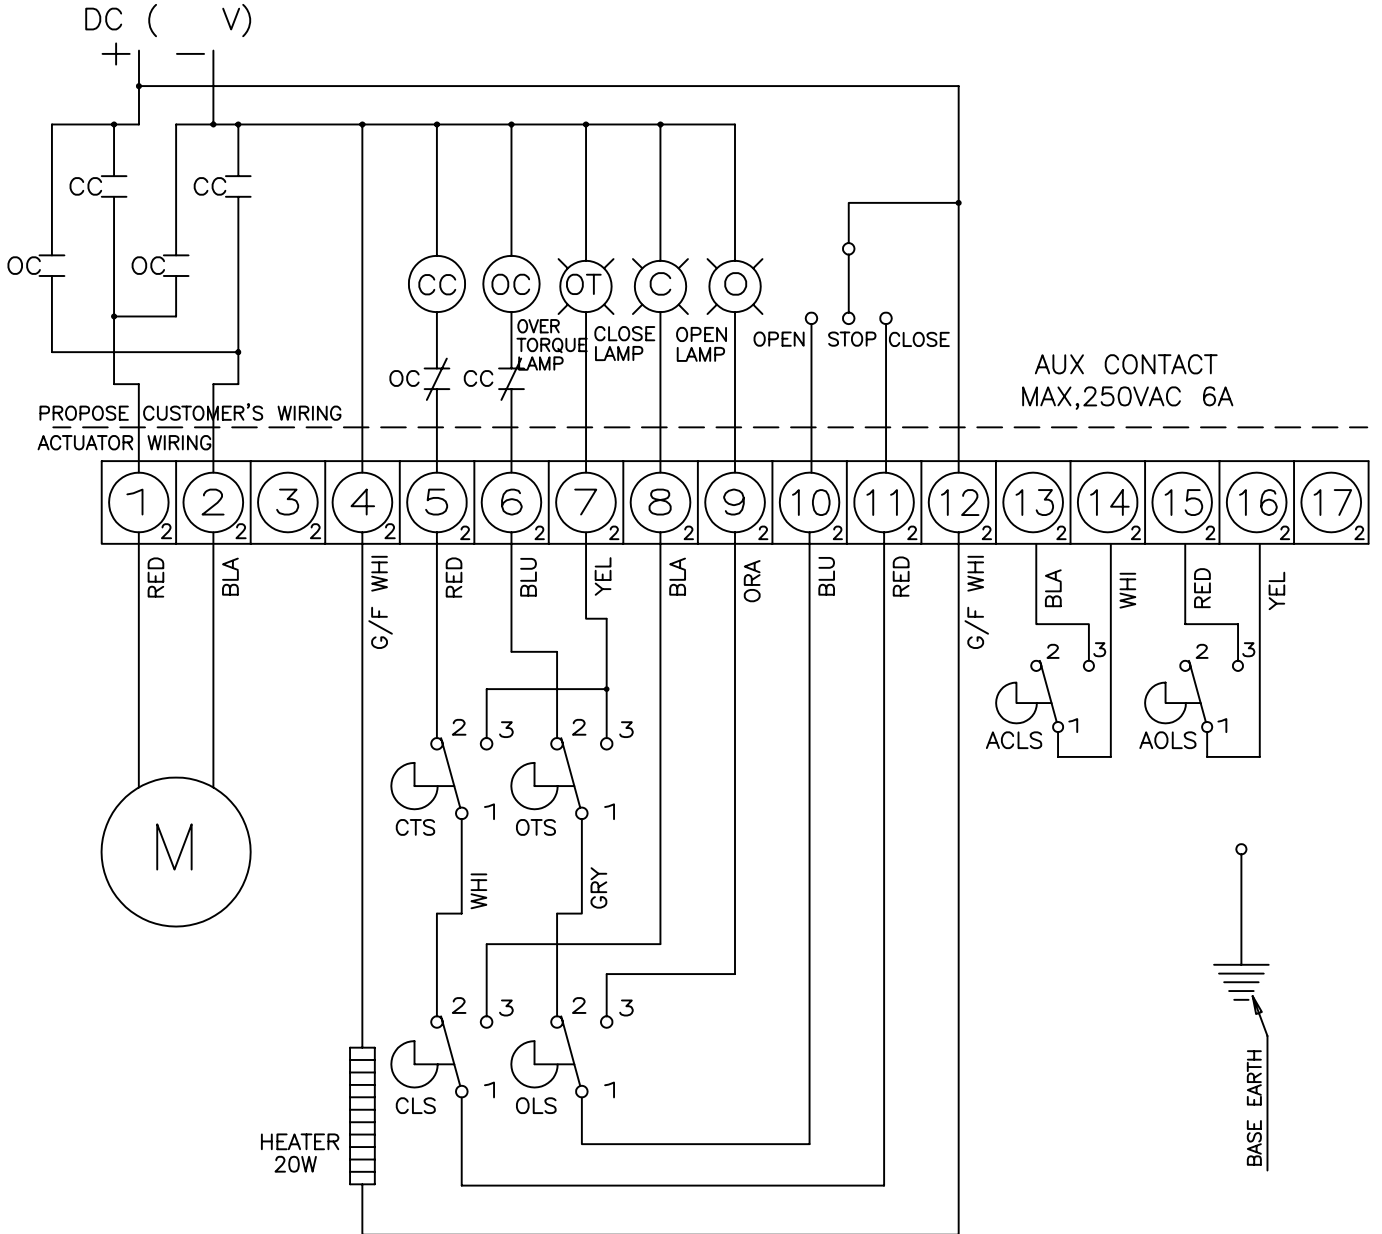 DC ( V)
+ −
CC CC
OC OC
CC OC OT C O
OVER
TORQUE
LAMP
CLOSE
LAMP
OPEN
LAMP
OPEN STOP CLOSE
OC CC
AUX CONTACT
MAX,250VAC 6A
PROPOSE CUSTOMER'S WIRING
ACTUATOR WIRING
1 2 3 4 5 6 7 8 9 10 11 12 13 14 15 16 17
2 2 2 2 2 2 2 2 2 2 2 2 2 2 2 2 2
RED BLA G/F WHI RED BLU YEL BLA ORA BLU RED G/F WHI BLA WHI RED YEL
2 3 2 3
1 1
ACLS AOLS
2 3 2 3
1 1
CTS OTS
M
WHI GRY
2 3 2 3
1 1
CLS OLS
HEATER
20W
BASE EARTH